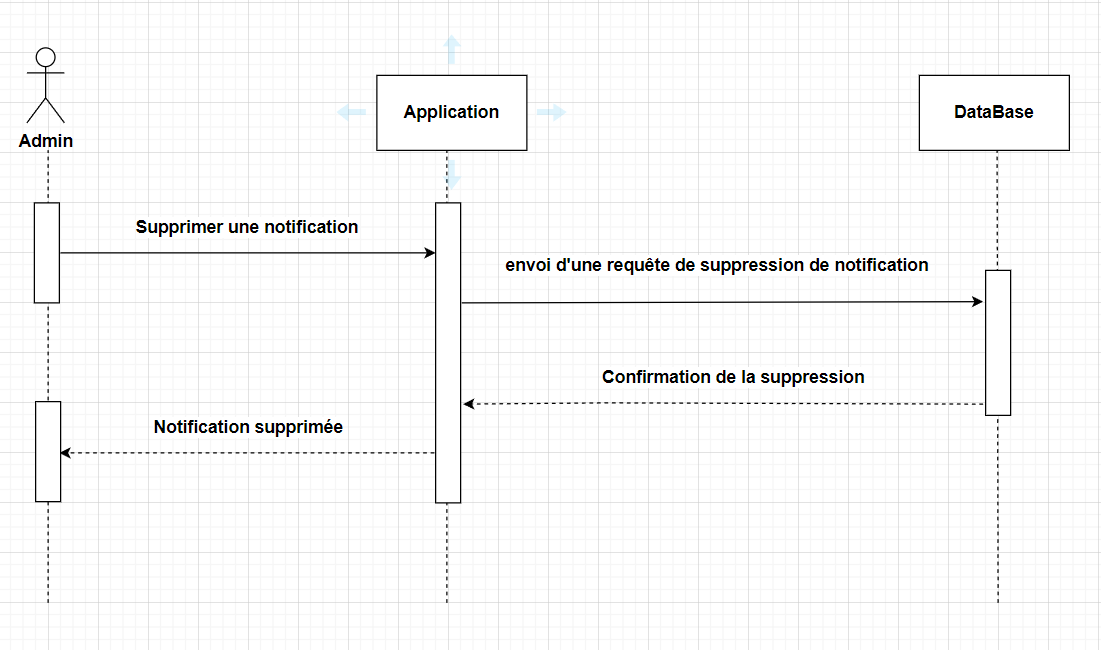 Admin
Application
DataBase
Supprimer une notification
envoi d'une requête de suppression de notification
Confirmation de la suppression
Notification supprimée